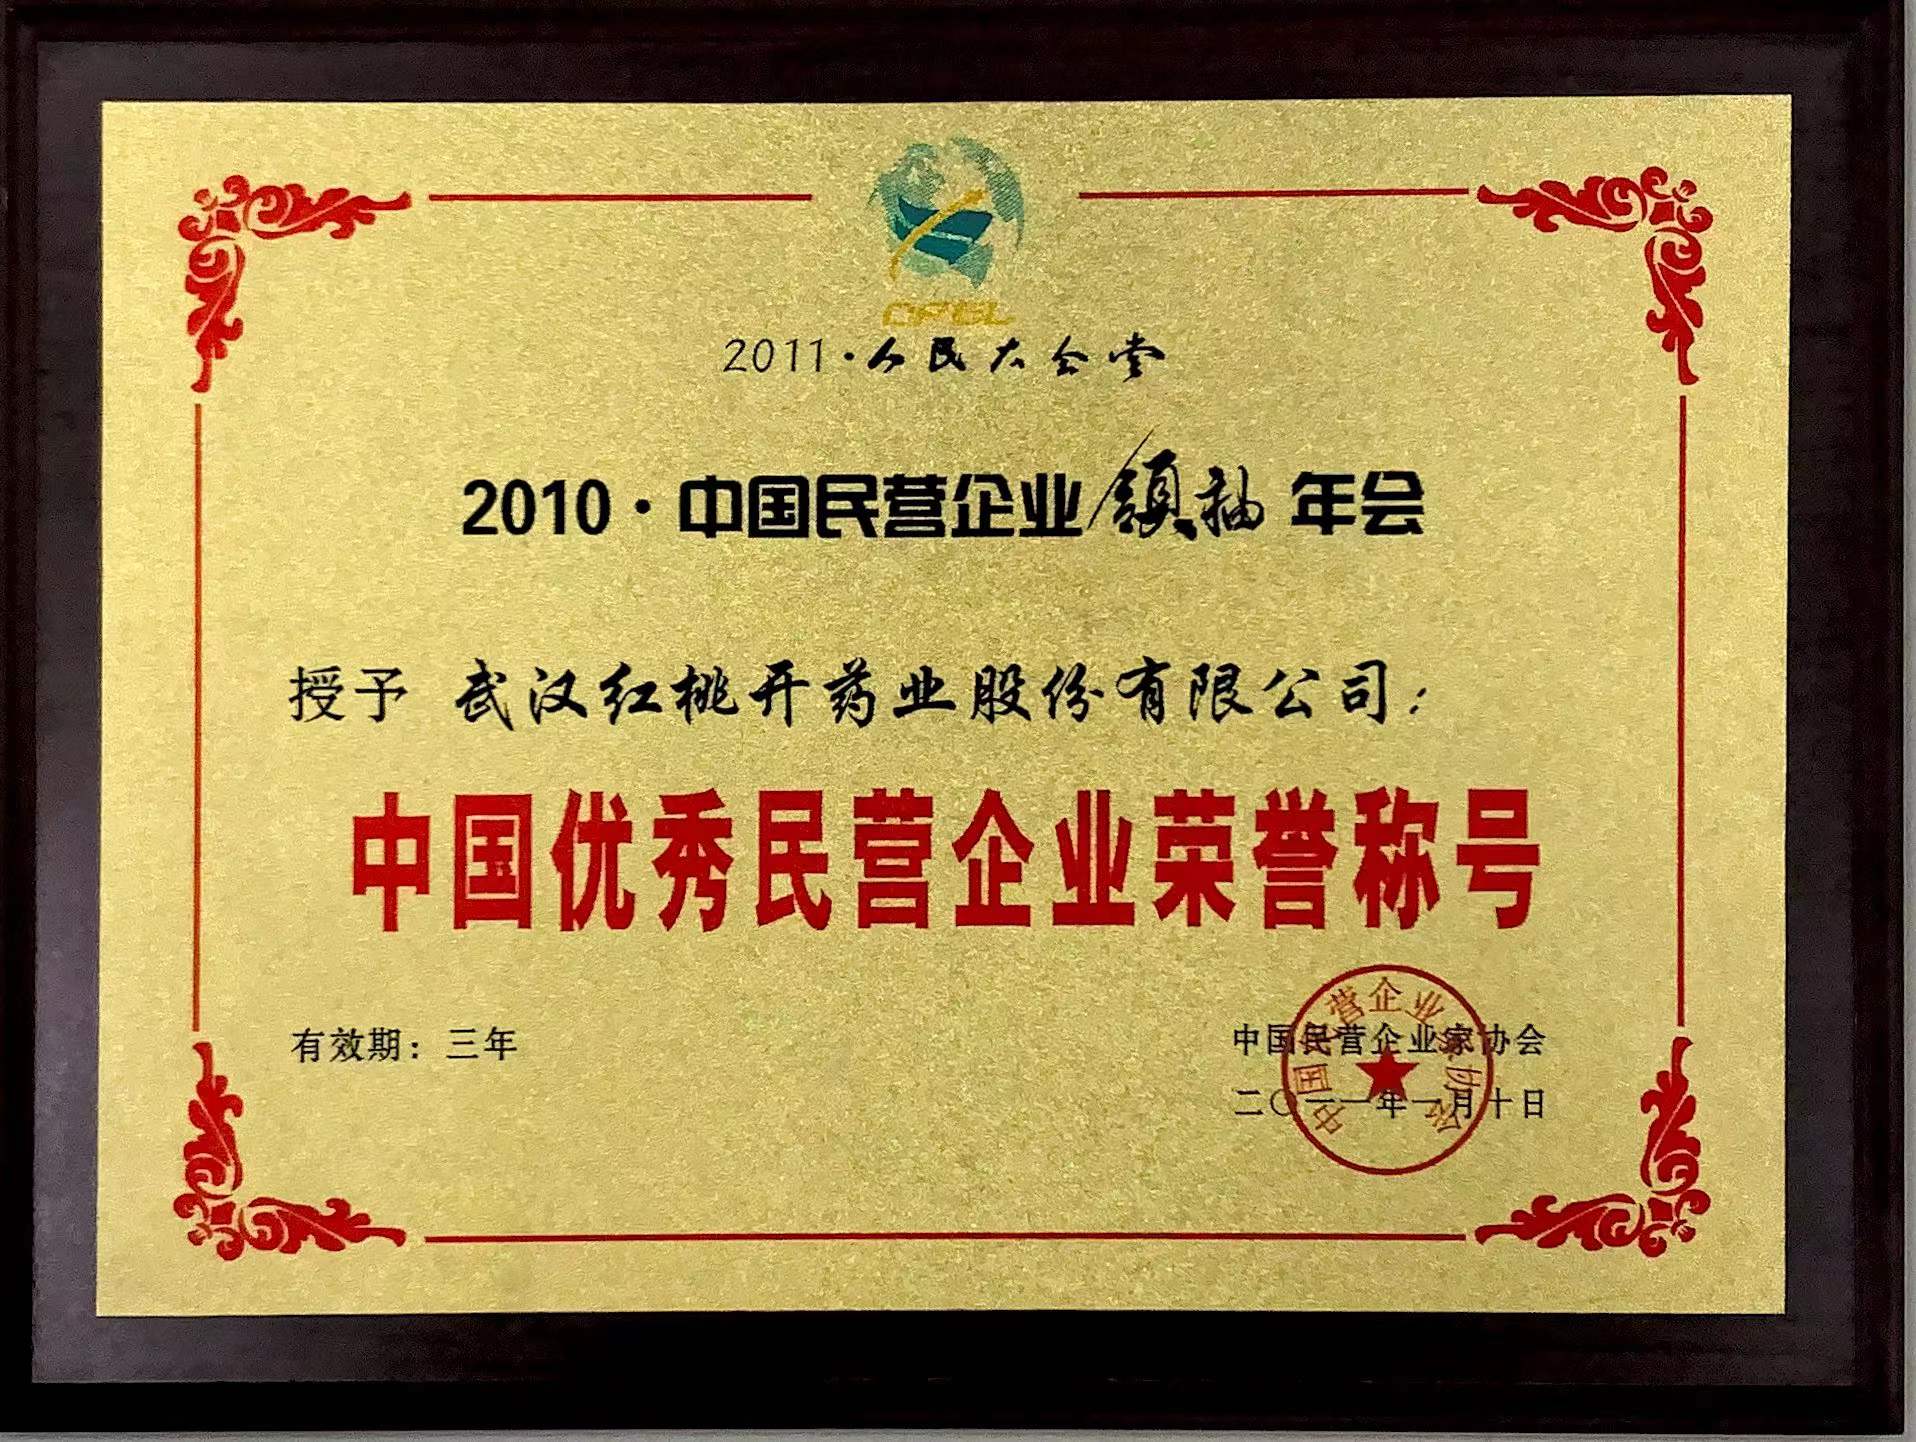 CPEL
2011·人民大会堂
2010·中国民营企业领袖年会
授予 武汉红桃开药业股份有限公司：
中国优秀民营企业荣誉称号
有效期：三年
中国民营企业家协会
二〇一一年一月十日
中国民营企业家协会